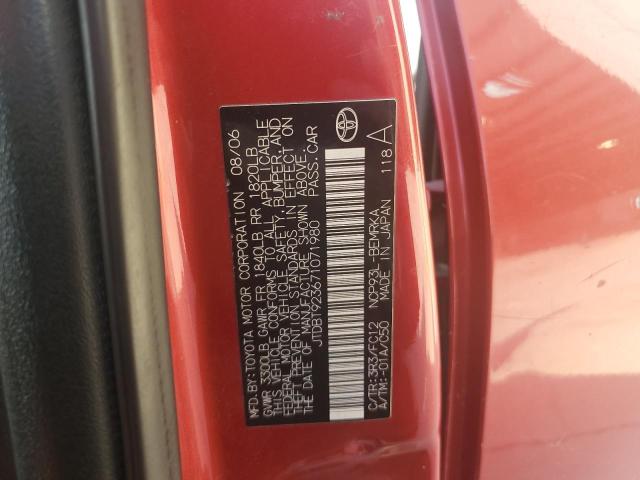 MFD.BY:TOYOTA MOTOR CORPORATION 08/06
GVWR 3300LB GAWR FR 1840LB RR 1820LB
THIS VEHICLE CONFORMS TO ALL APPLICABLE
FEDERAL MOTOR VEHICLE SAFETY, BUMPER, AND
THEFT PREVENTION STANDARDS IN EFFECT ON
THE DATE OF MANUFACTURE SHOWN ABOVE.
JTDBT923671071980 PASS.CAR
C/TR:3R3/FC12 NCP93L-BEMRKA
A/TM:-01A/C50 MADE IN JAPAN 118 A